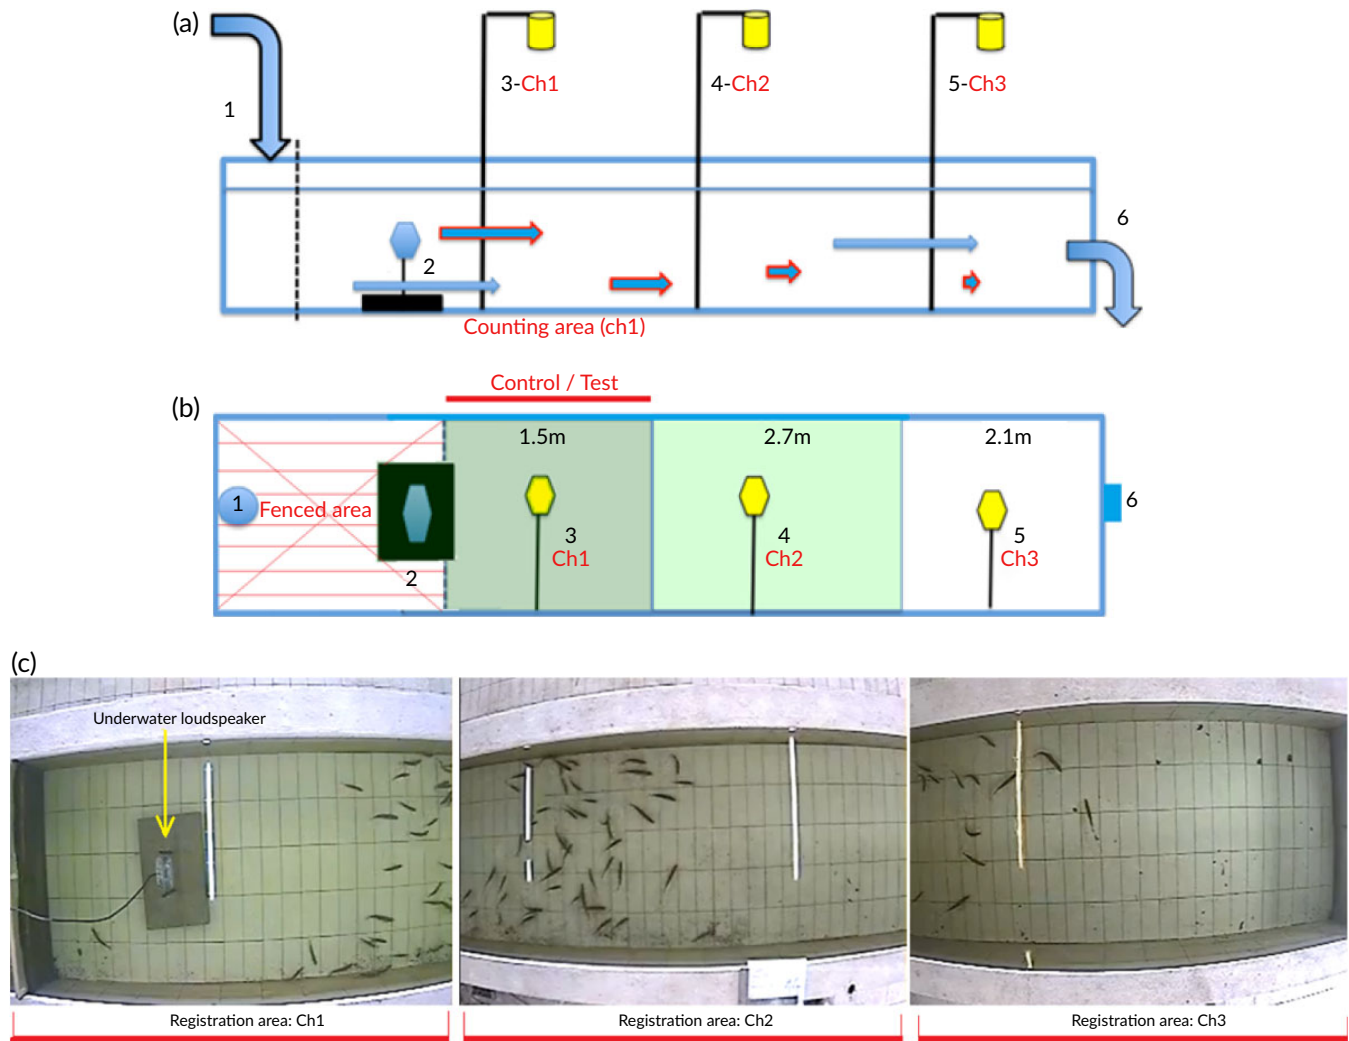 (a)
1
3-Ch1
4-Ch2
5-Ch3
6
2
Counting area (ch1)
Control / Test
(b)
1.5m
2.7m
2.1m
1
Fenced area
2
3
Ch1
4
Ch2
5
Ch3
6
(c)
Underwater loudspeaker
Registration area: Ch1
Registration area: Ch2
Registration area: Ch3